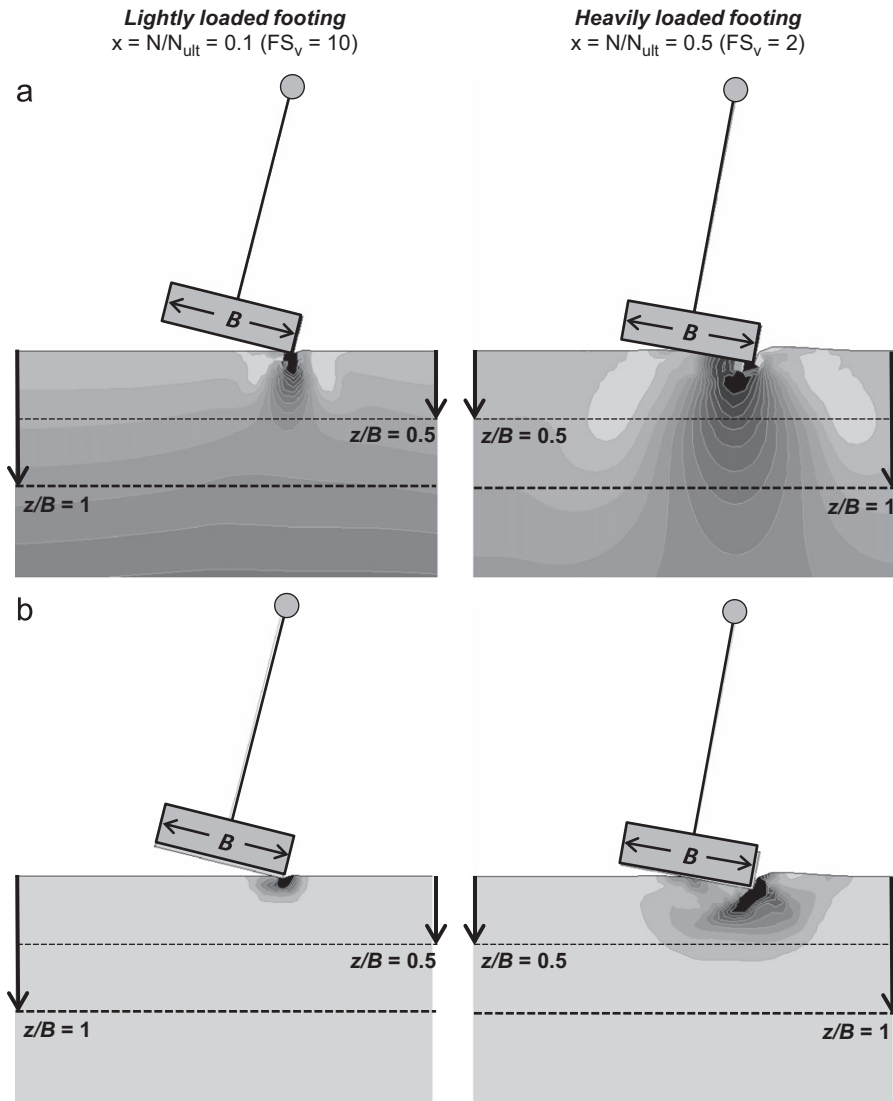 Lightly loaded footing
x = N/N_ult = 0.1 (FS_v = 10)
Heavily loaded footing
x = N/N_ult = 0.5 (FS_v = 2)
a
B
B
z/B = 0.5
z/B = 0.5
z/B = 1
z/B = 1
b
B
B
z/B = 0.5
z/B = 0.5
z/B = 1
z/B = 1